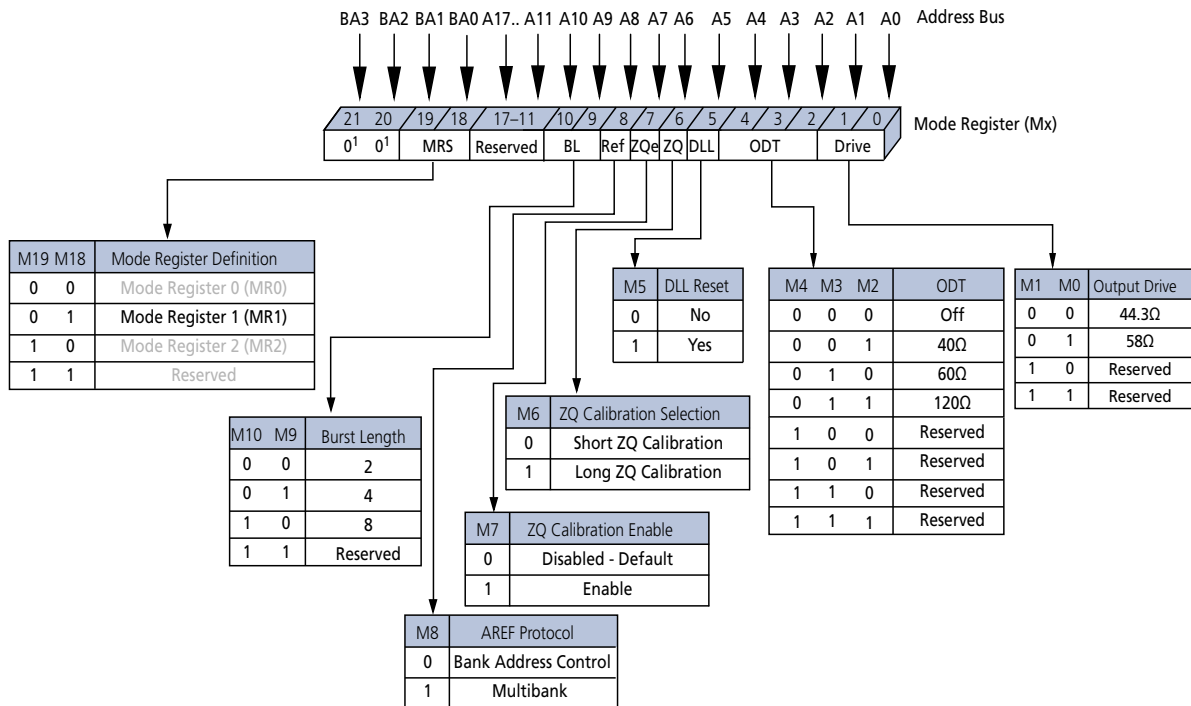 BA3 BA2 BA1 BA0 A17.. A11 A10 A9 A8 A7 A6 A5 A4 A3 A2 A1 A0 Address Bus
21 20 19 18 17–11 10 9 8 7 6 5 4 3 2 1 0 Mode Register (Mx)
0¹ 0¹ MRS Reserved BL Ref ZQe ZQ DLL ODT Drive
M19 M18 Mode Register Definition
0 0 Mode Register 0 (MR0)
0 1 Mode Register 1 (MR1)
1 0 Mode Register 2 (MR2)
1 1 Reserved
M5 DLL Reset
0 No
1 Yes
M4 M3 M2 ODT
0 0 0 Off
0 0 1 40Ω
0 1 0 60Ω
0 1 1 120Ω
1 0 0 Reserved
1 0 1 Reserved
1 1 0 Reserved
1 1 1 Reserved
M1 M0 Output Drive
0 0 44.3Ω
0 1 58Ω
1 0 Reserved
1 1 Reserved
M10 M9 Burst Length
0 0 2
0 1 4
1 0 8
1 1 Reserved
M6 ZQ Calibration Selection
0 Short ZQ Calibration
1 Long ZQ Calibration
M7 ZQ Calibration Enable
0 Disabled - Default
1 Enable
M8 AREF Protocol
0 Bank Address Control
1 Multibank